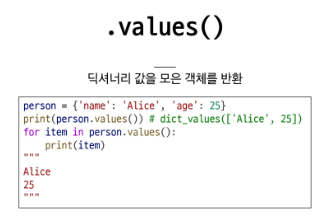 .values()
딕셔너리 값을 모은 객체를 반환
person = {'name': 'Alice', 'age': 25}
print(person.values()) # dict_values(['Alice', 25])
for item in person.values():
    print(item)
"""
Alice
25
"""